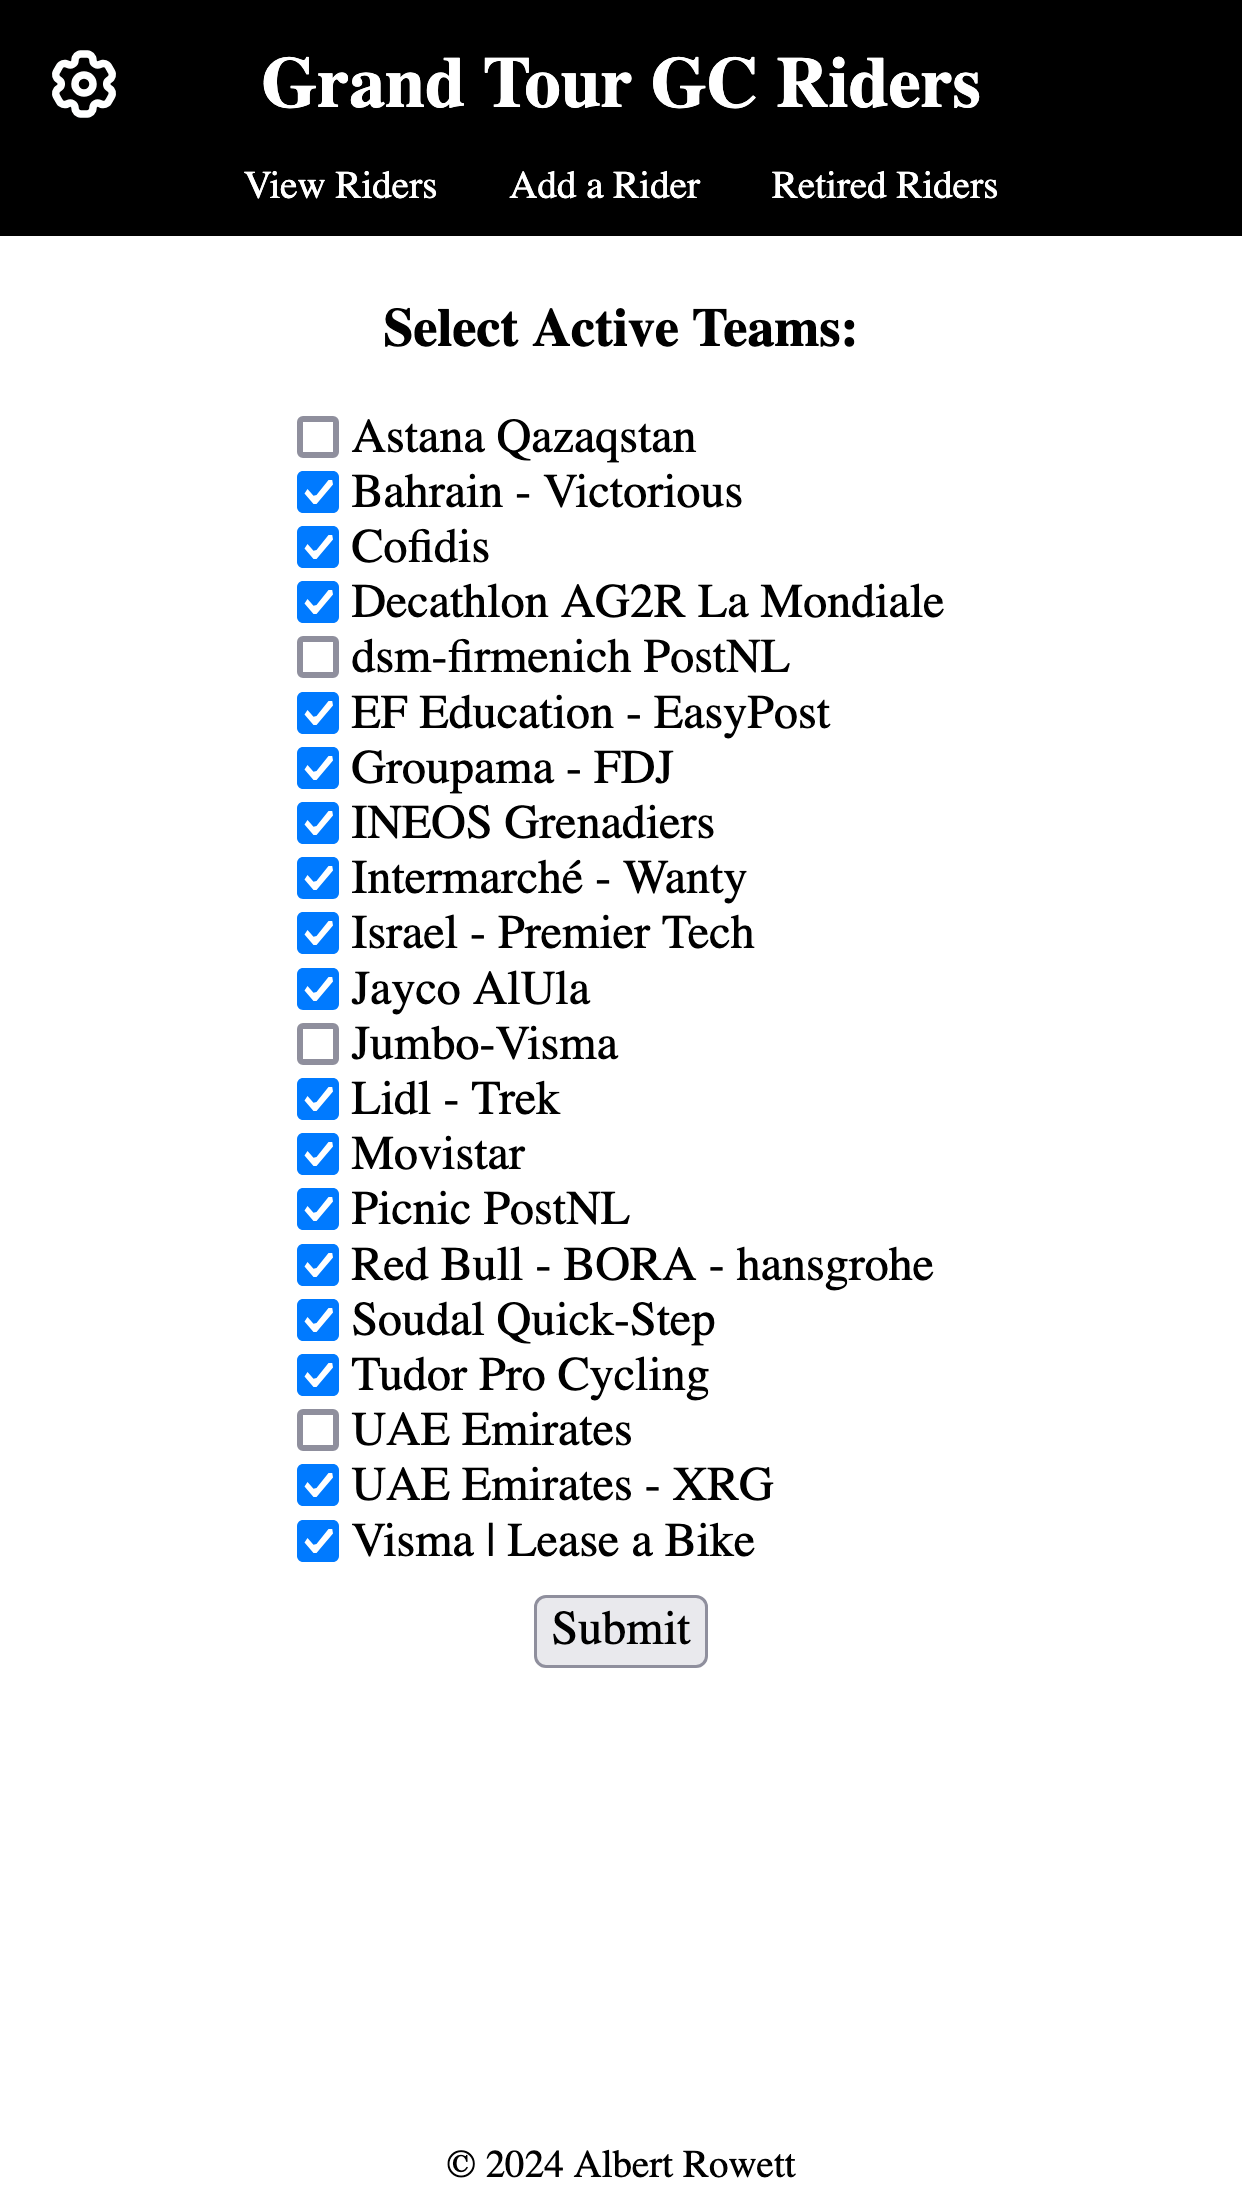 Grand Tour GC Riders
View Riders Add a Rider Retired Riders
Select Active Teams:
Astana Qazaqstan
Bahrain - Victorious
Cofidis
Decathlon AG2R La Mondiale
dsm-firmenich PostNL
EF Education - EasyPost
Groupama - FDJ
INEOS Grenadiers
Intermarché - Wanty
Israel - Premier Tech
Jayco AlUla
Jumbo-Visma
Lidl - Trek
Movistar
Picnic PostNL
Red Bull - BORA - hansgrohe
Soudal Quick-Step
Tudor Pro Cycling
UAE Emirates
UAE Emirates - XRG
Visma | Lease a Bike
Submit
© 2024 Albert Rowett